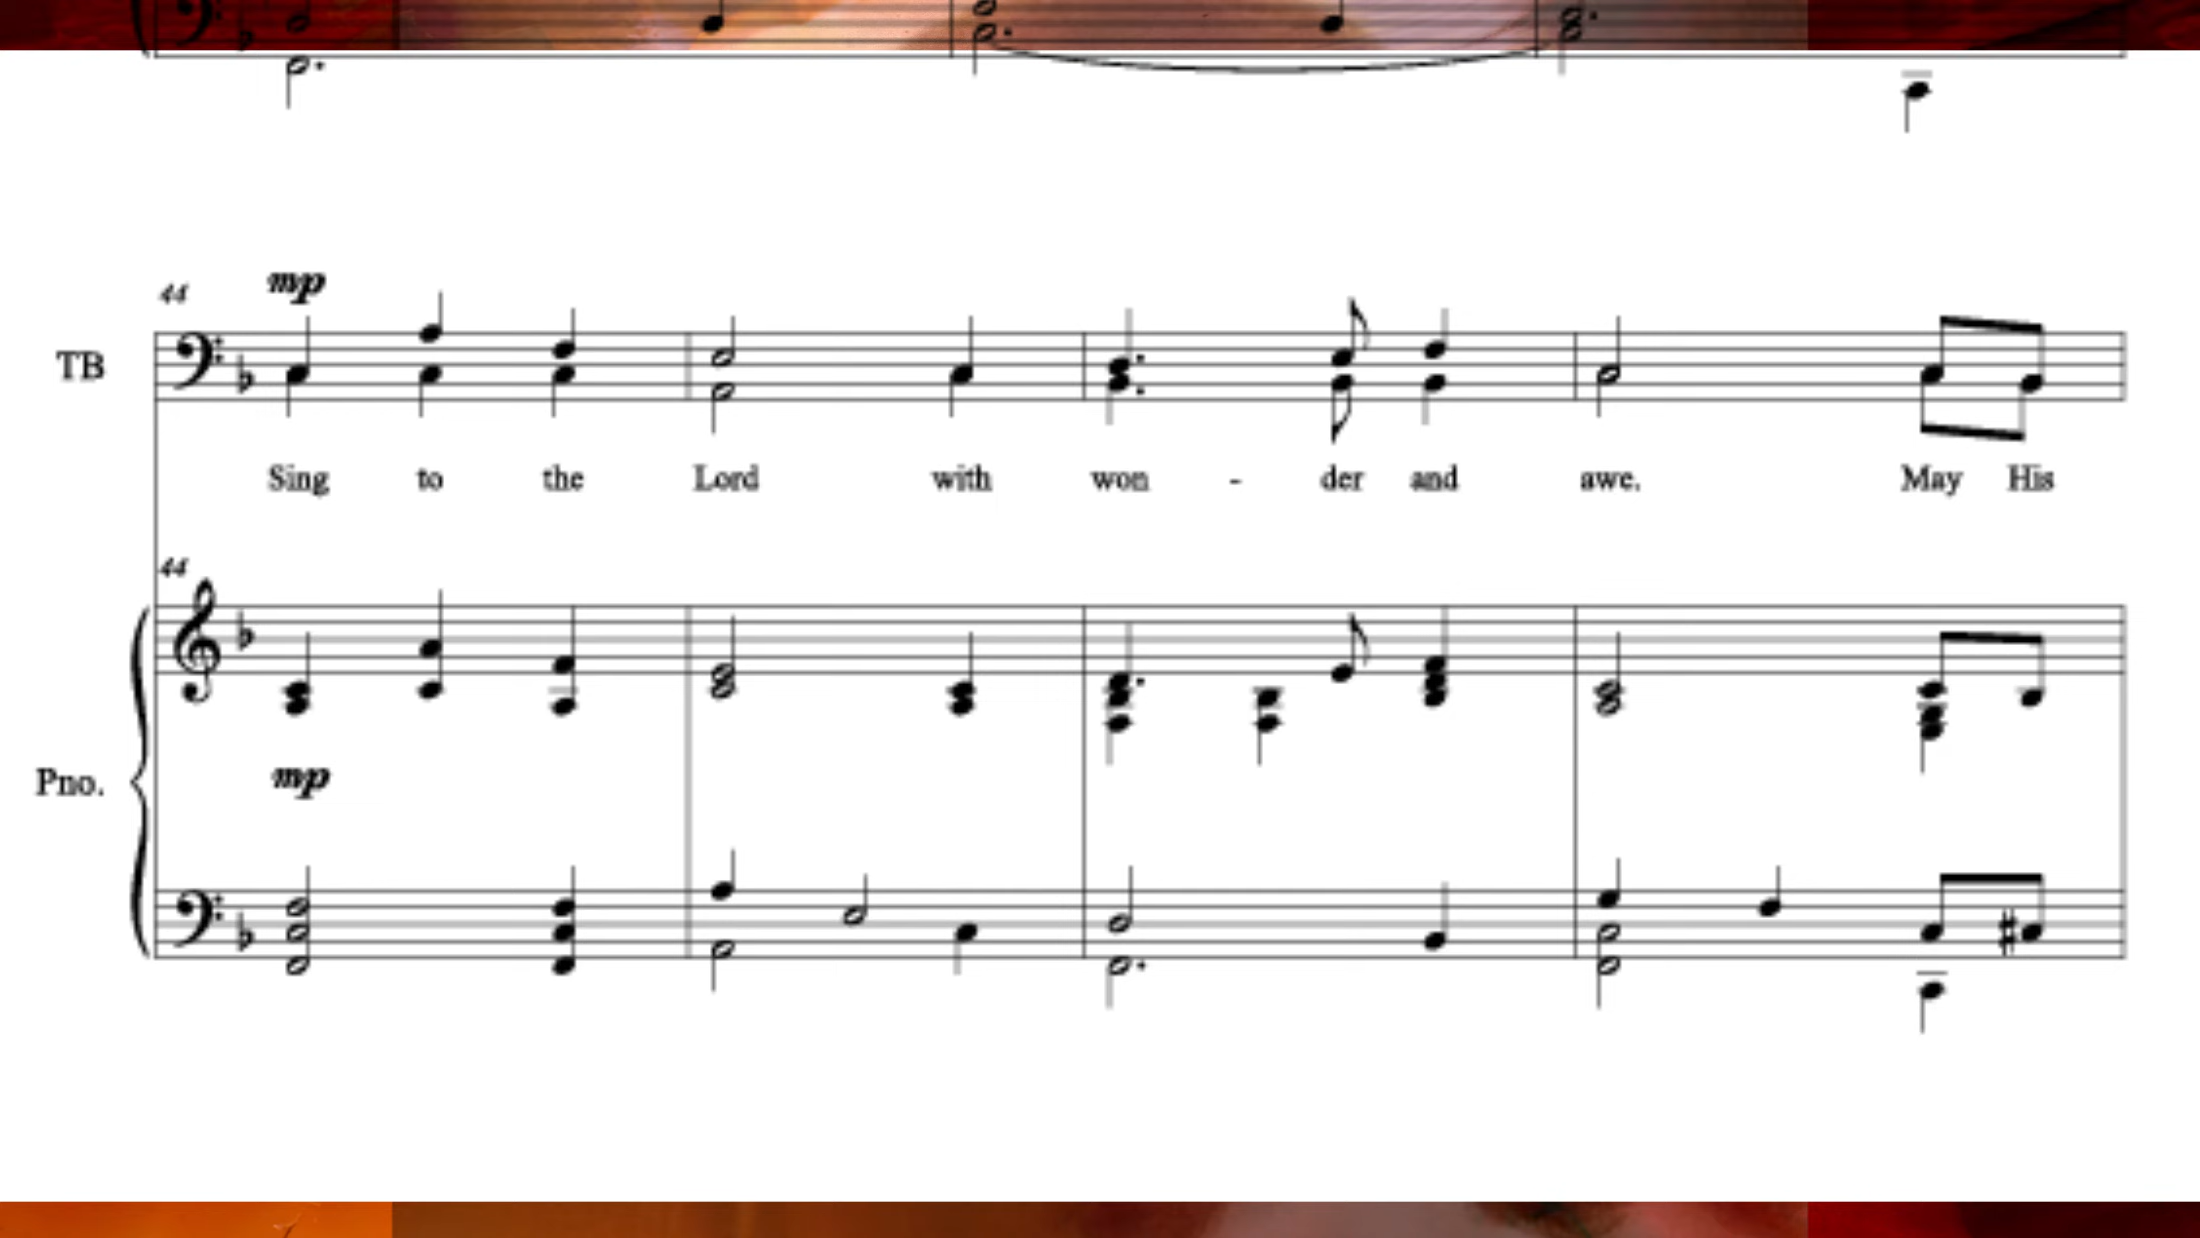 mp
44
TB
Sing to the Lord with won - der and awe. May His
44
mp
Pno.